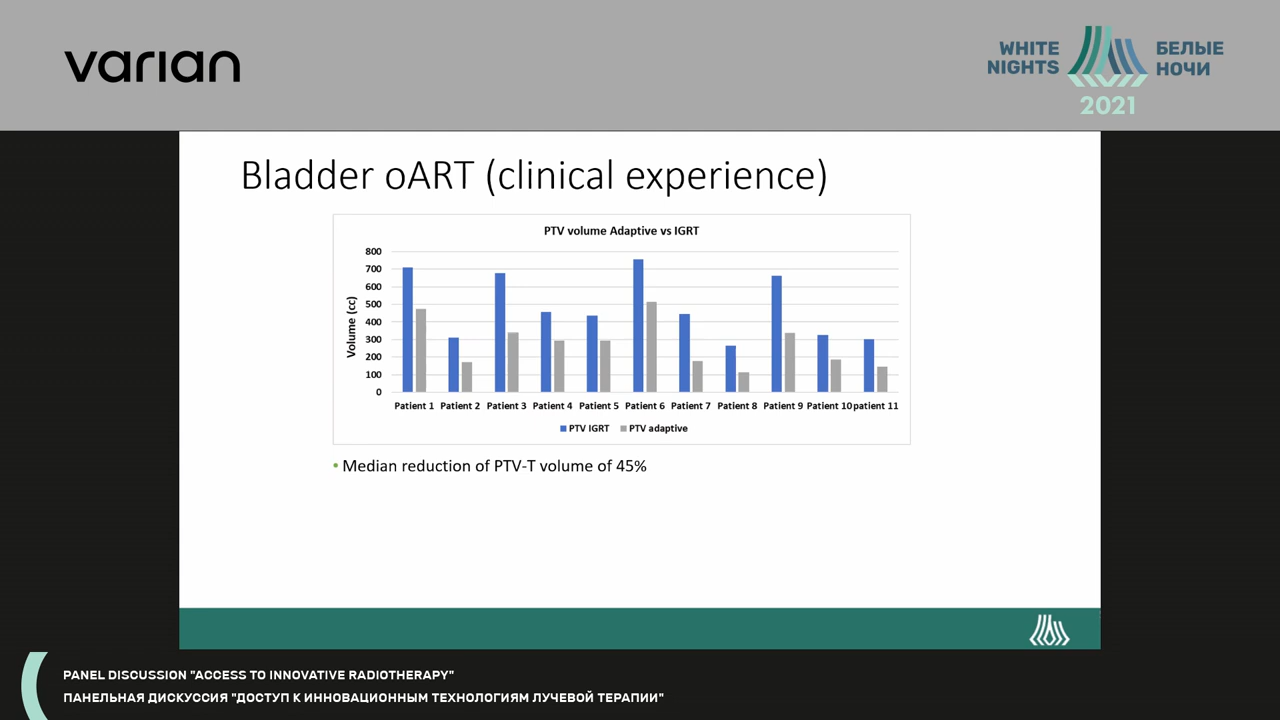 varian
WHITE NIGHTS
БЕЛЫЕ НОЧИ
2021
Bladder oART (clinical experience)
PTV volume Adaptive vs IGRT
Volume (cc)
800
700
600
500
400
300
200
100
0
Patient 1 Patient 2 Patient 3 Patient 4 Patient 5 Patient 6 Patient 7 Patient 8 Patient 9 Patient 10 patient 11
PTV IGRT PTV adaptive
• Median reduction of PTV-T volume of 45%
PANEL DISCUSSION "ACCESS TO INNOVATIVE RADIOTHERAPY"
ПАНЕЛЬНАЯ ДИСКУССИЯ "ДОСТУП К ИННОВАЦИОННЫМ ТЕХНОЛОГИЯМ ЛУЧЕВОЙ ТЕРАПИИ"